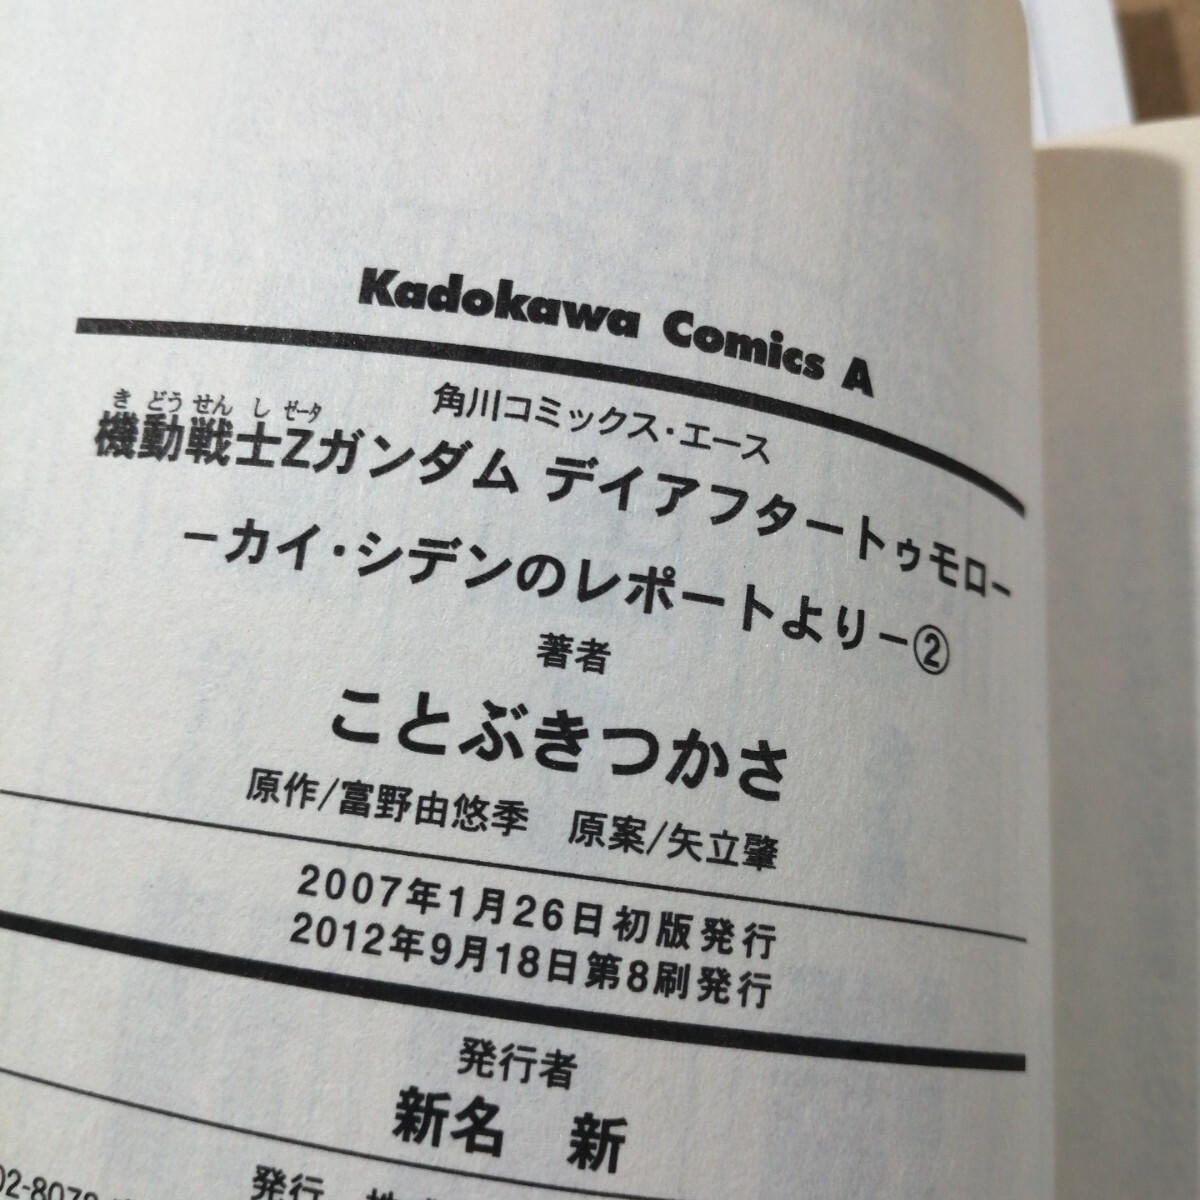 Kadokawa Comics A
角川コミックス・エース
きどうせんしゼータ
機動戦士Zガンダム デイアフタートゥモロー
－カイ・シデンのレポートより－②
著者
ことぶきつかさ
原作/富野由悠季　原案/矢立肇
2007年1月26日初版発行
2012年9月18日第8刷発行
発行者
新名　新
発行
02-8078